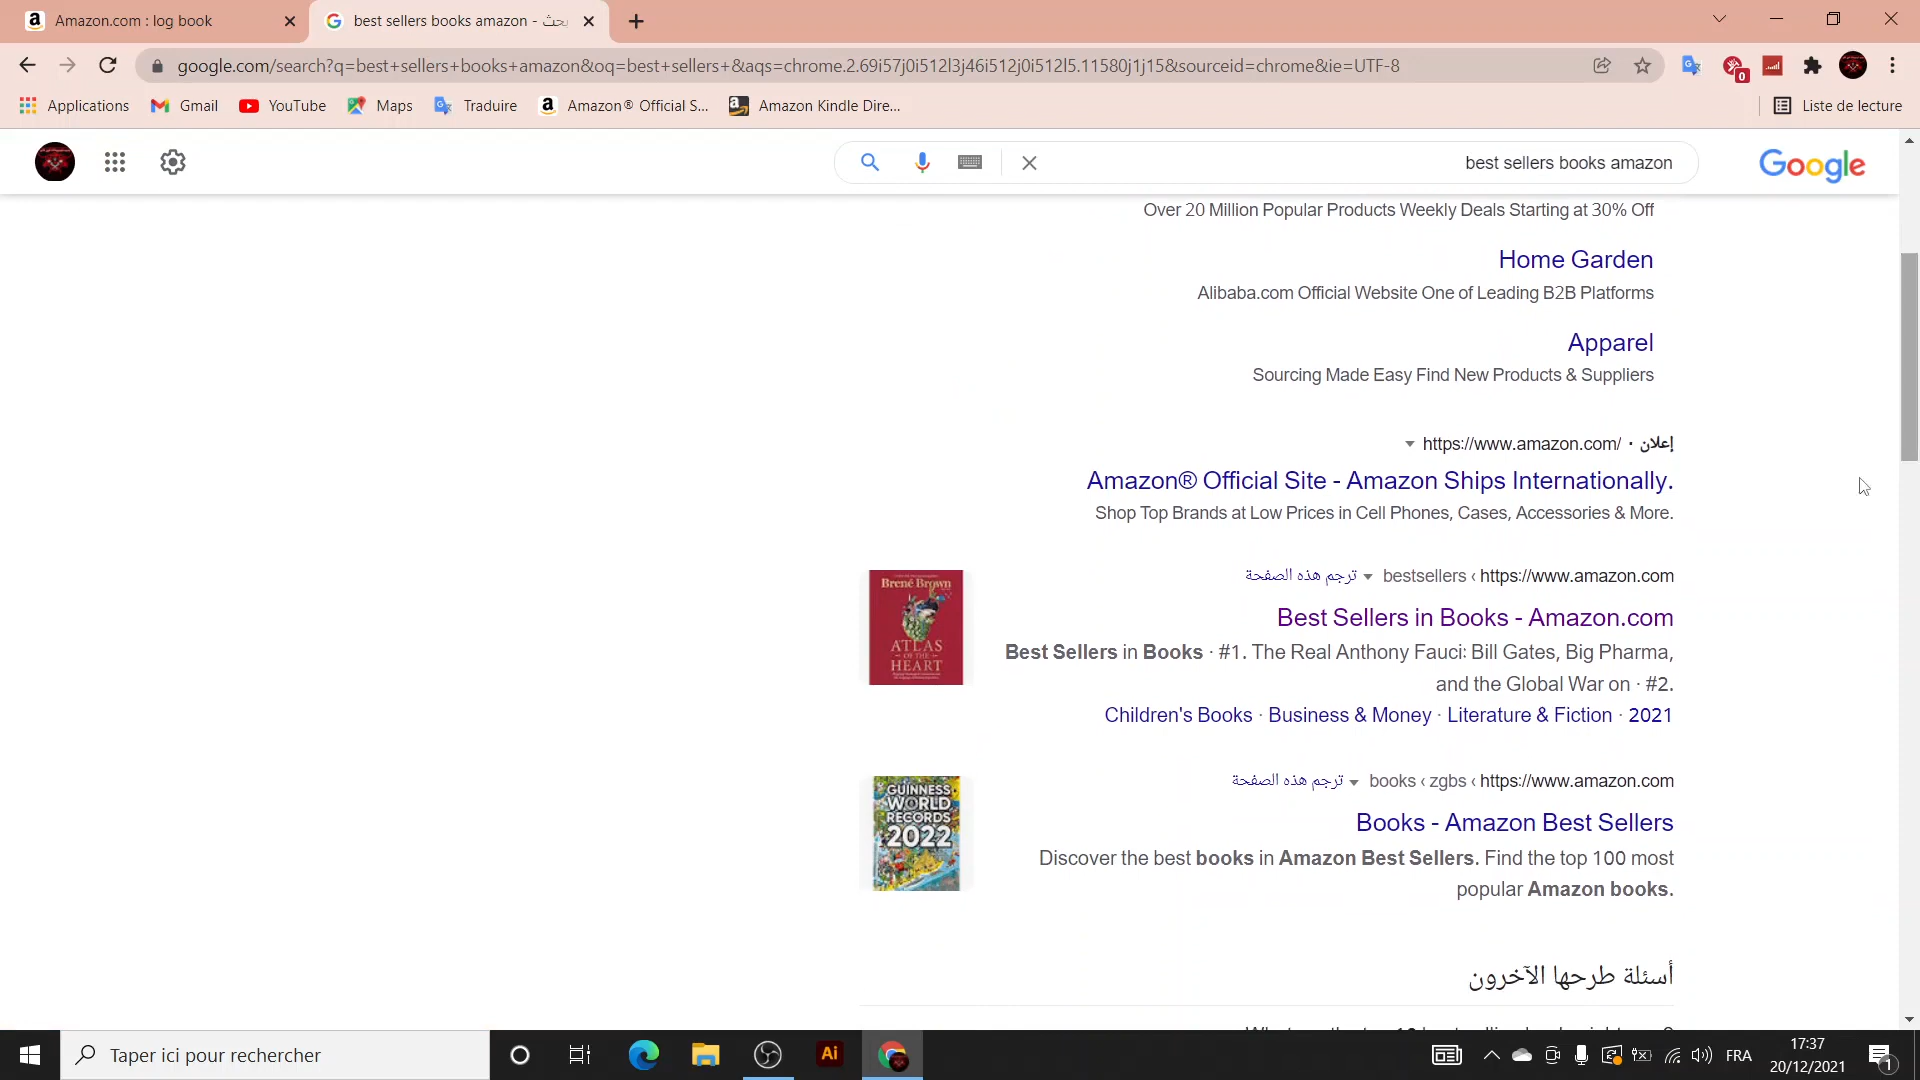 Amazon.com : log book
best sellers books amazon - بحث
google.com/search?q=best+sellers+books+amazon&oq=best+sellers+&aqs=chrome.2.69i57j0i512l3j46i512j0i512l5.11580j1j15&sourceid=chrome&ie=UTF-8
0
Applications
Gmail
YouTube
Maps
Traduire
Amazon® Official S...
Amazon Kindle Dire...
Liste de lecture
best sellers books amazon
Google
Over 20 Million Popular Products Weekly Deals Starting at 30% Off
Home Garden
Alibaba.com Official Website One of Leading B2B Platforms
Apparel
Sourcing Made Easy Find New Products & Suppliers
إعلان · https://www.amazon.com/
Amazon® Official Site - Amazon Ships Internationally.
Shop Top Brands at Low Prices in Cell Phones, Cases, Accessories & More.
Brené Brown
ATLAS
OF THE
HEART
https://www.amazon.com › bestsellers ترجم هذه الصفحة
Best Sellers in Books - Amazon.com
Best Sellers in Books · #1. The Real Anthony Fauci: Bill Gates, Big Pharma,
and the Global War on · #2.
Children's Books · Business & Money · Literature & Fiction · 2021
GUINNESS
WORLD
RECORDS
2022
https://www.amazon.com › zgbs › books ترجم هذه الصفحة
Books - Amazon Best Sellers
Discover the best books in Amazon Best Sellers. Find the top 100 most
popular Amazon books.
أسئلة طرحها الآخرون
Taper ici pour rechercher
Ai
FRA
17:37
20/12/2021
1